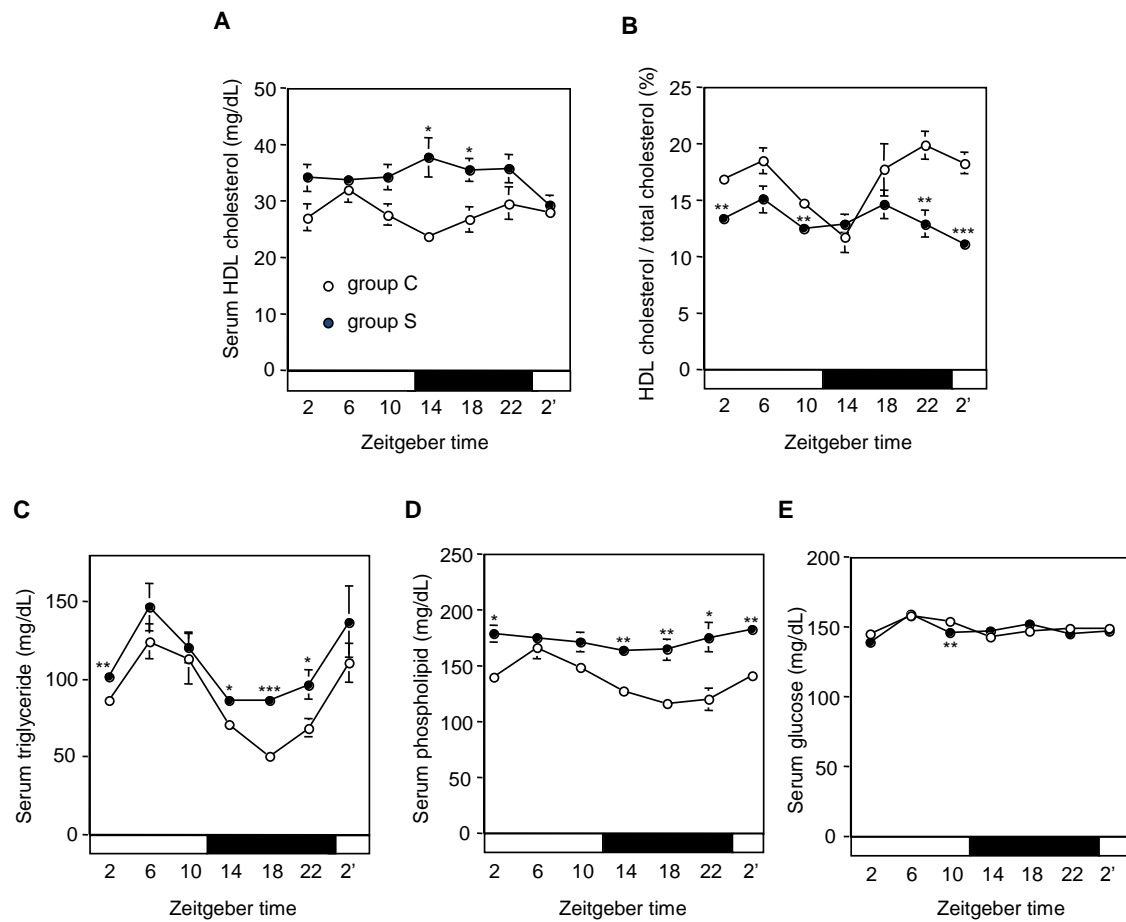 A
Serum HDL cholesterol (mg/dL)
50
40
30
20
10
0
*
*
group C
group S
2 6 10 14 18 22 2’
Zeitgeber time
B
HDL cholesterol / total cholesterol (%)
25
20
15
10
5
0
**
**
**
***
2 6 10 14 18 22 2’
Zeitgeber time
C
Serum triglyceride (mg/dL)
150
100
50
0
**
*
***
*
2 6 10 14 18 22 2’
Zeitgeber time
D
Serum phospholipid (mg/dL)
250
200
150
100
50
0
*
**
**
*
**
2 6 10 14 18 22 2’
Zeitgeber time
E
Serum glucose (mg/dL)
200
150
100
50
0
**
2 6 10 14 18 22 2’
Zeitgeber time